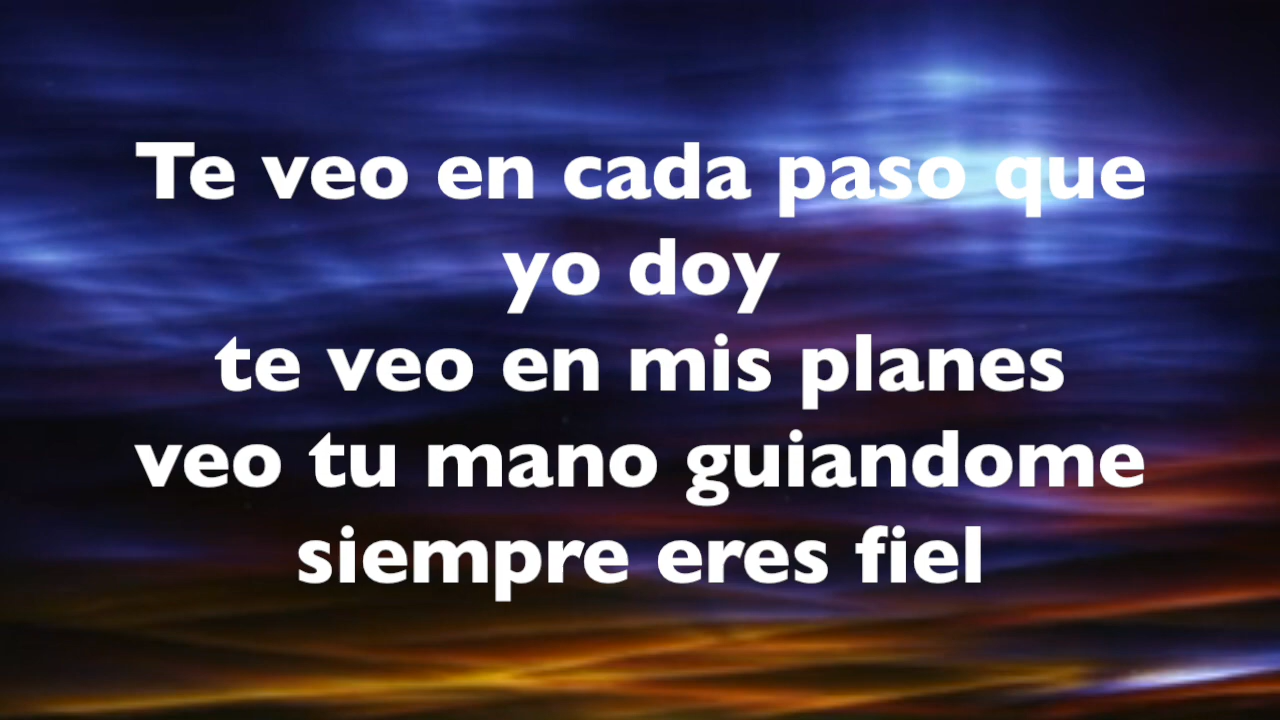 Te veo en cada paso que
yo doy
te veo en mis planes
veo tu mano guiandome
siempre eres fiel